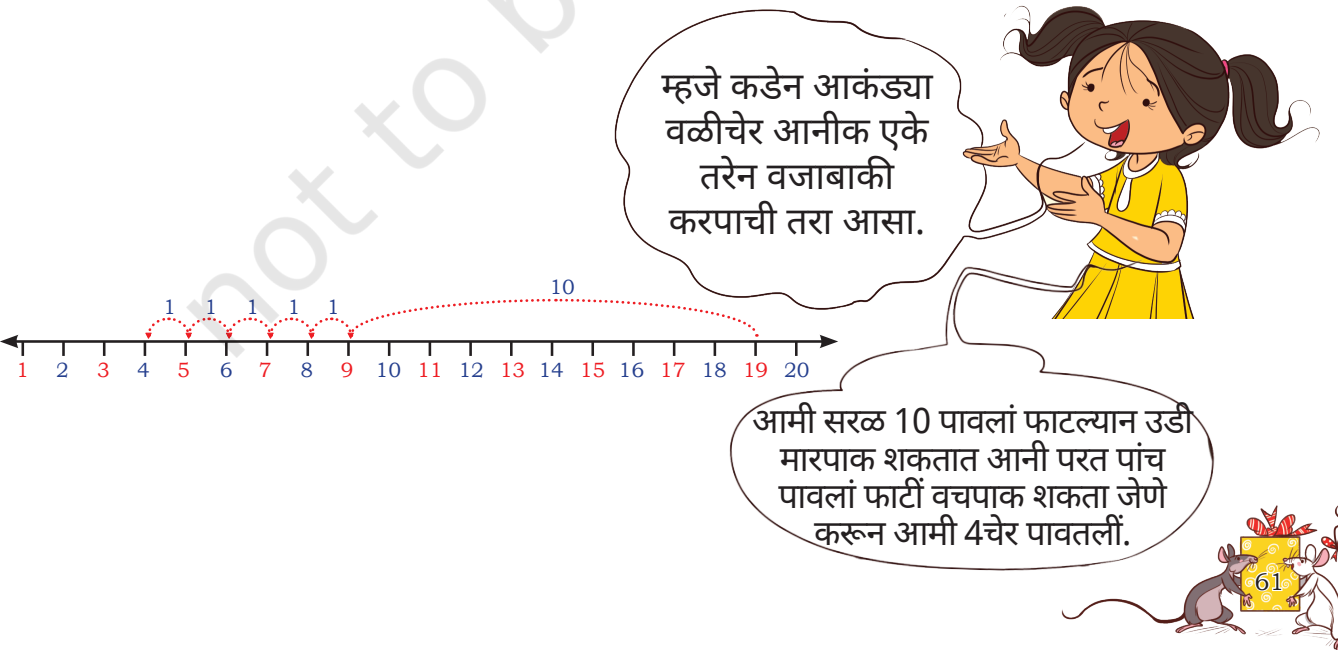 म्हजे कडेन आकंड्या
वळीचेर आनीक एके
तरेन वजाबाकी
करपाची तरा आसा.
10
1 1 1 1 1
1 2 3 4 5 6 7 8 9 10 11 12 13 14 15 16 17 18 19 20
आमी सरळ 10 पावलां फाटल्यान उडी
मारपाक शकतात आनी परत पांच
पावलां फाटीं वचपाक शकता जेणे
करून आमी 4चेर पावतलीं.
61
not to b